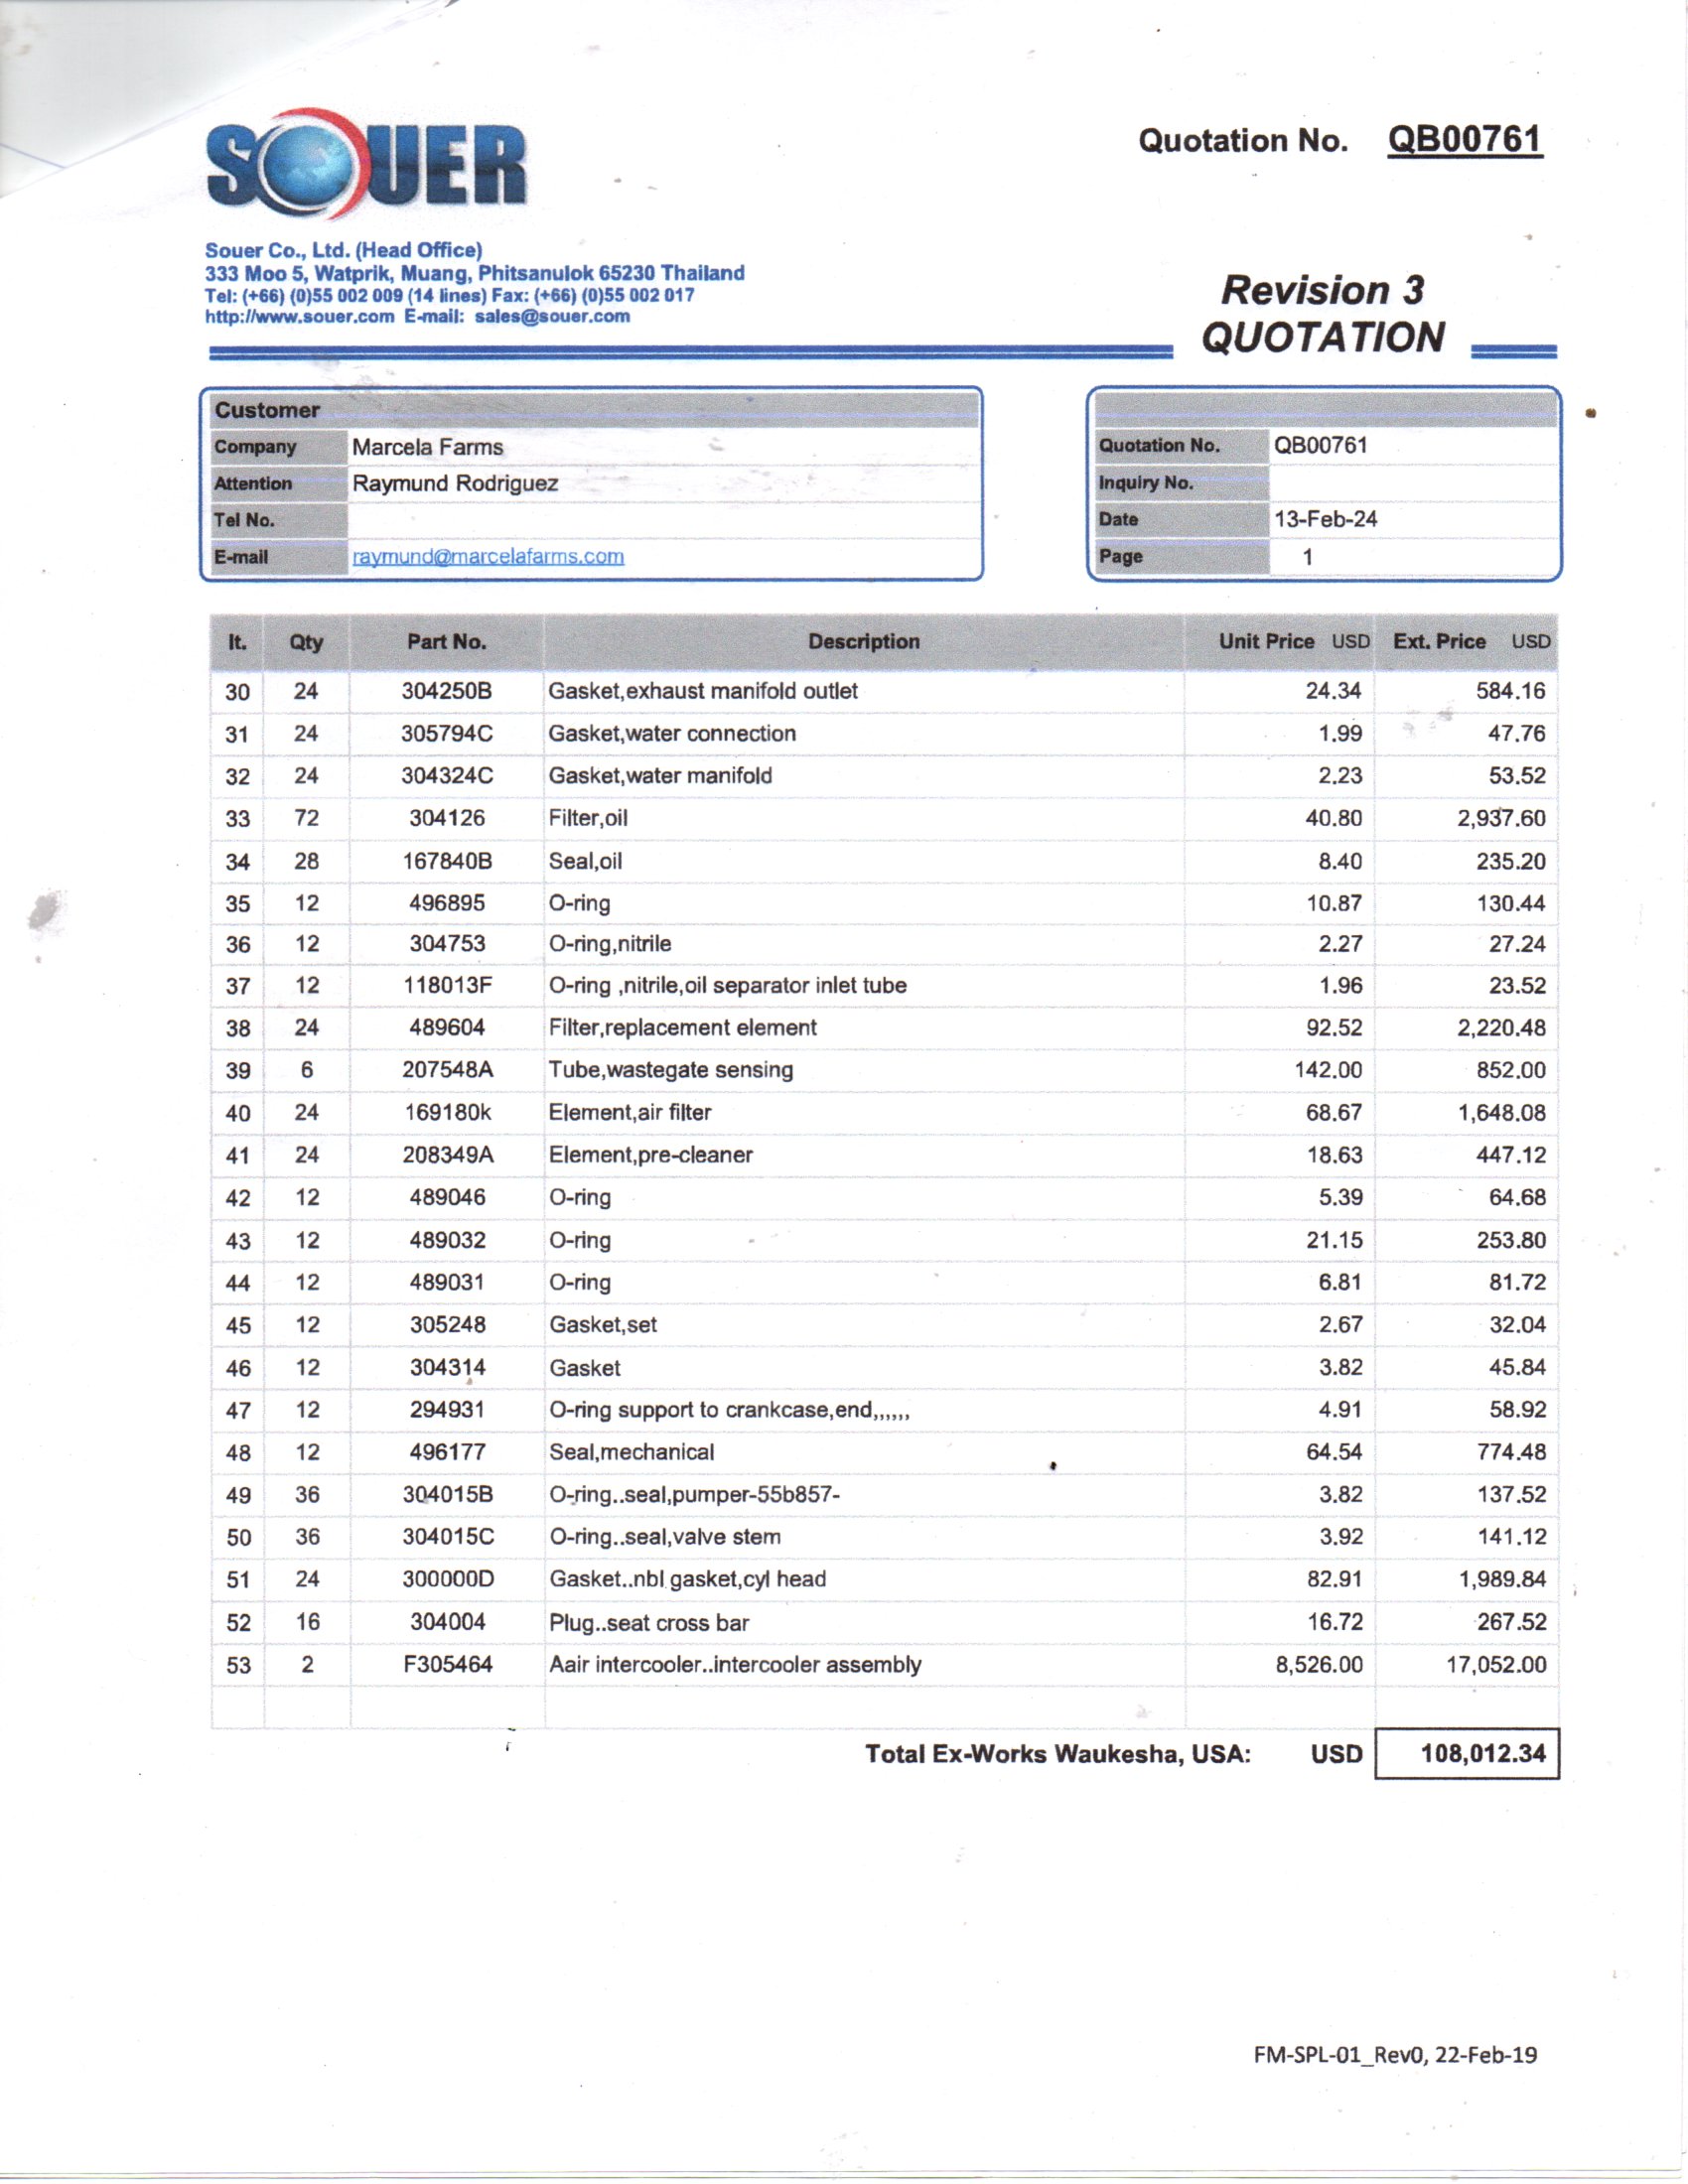 SOUER
Quotation No. QB00761
Souer Co., Ltd. (Head Office)
333 Moo 5, Watprik, Muang, Phitsanulok 65230 Thailand
Tel: (+66) (0)55 002 009 (14 lines) Fax: (+66) (0)55 002 017
http://www.souer.com E-mail: sales@souer.com
Revision 3
QUOTATION
Customer
Company Marcela Farms
Attention Raymund Rodriguez
Tel No.
E-mail raymund@marcelafarms.com
Quotation No. QB00761
Inquiry No.
Date 13-Feb-24
Page 1
It. Qty Part No. Description Unit Price USD Ext. Price USD
30 24 304250B Gasket,exhaust manifold outlet 24.34 584.16
31 24 305794C Gasket,water connection 1.99 47.76
32 24 304324C Gasket,water manifold 2.23 53.52
33 72 304126 Filter,oil 40.80 2,937.60
34 28 167840B Seal,oil 8.40 235.20
35 12 496895 O-ring 10.87 130.44
36 12 304753 O-ring,nitrile 2.27 27.24
37 12 118013F O-ring ,nitrile,oil separator inlet tube 1.96 23.52
38 24 489604 Filter,replacement element 92.52 2,220.48
39 6 207548A Tube,wastegate sensing 142.00 852.00
40 24 169180k Element,air filter 68.67 1,648.08
41 24 208349A Element,pre-cleaner 18.63 447.12
42 12 489046 O-ring 5.39 64.68
43 12 489032 O-ring 21.15 253.80
44 12 489031 O-ring 6.81 81.72
45 12 305248 Gasket,set 2.67 32.04
46 12 304314 Gasket 3.82 45.84
47 12 294931 O-ring support to crankcase,end,,,,,, 4.91 58.92
48 12 496177 Seal,mechanical 64.54 774.48
49 36 304015B O-ring..seal,pumper-55b857- 3.82 137.52
50 36 304015C O-ring..seal,valve stem 3.92 141.12
51 24 300000D Gasket..nbl gasket,cyl head 82.91 1,989.84
52 16 304004 Plug..seat cross bar 16.72 267.52
53 2 F305464 Aair intercooler..intercooler assembly 8,526.00 17,052.00
Total Ex-Works Waukesha, USA: USD 108,012.34
FM-SPL-01_Rev0, 22-Feb-19